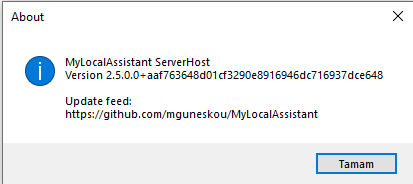 About
MyLocalAssistant ServerHost
Version 2.5.0.0+aaf763648d01cf3290e8916946dc716937dce648
Update feed:
https://github.com/mguneskou/MyLocalAssistant
Tamam